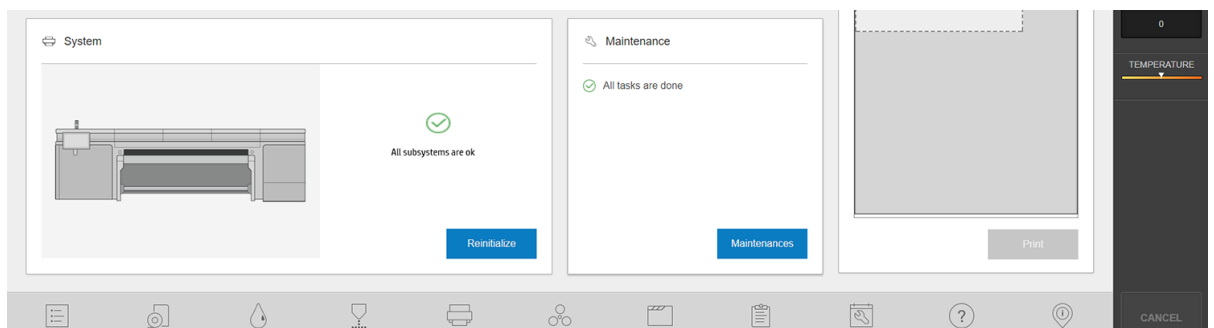 System
All subsystems are ok
Reinitialize
Maintenance
All tasks are done
Maintenances
Print
0
TEMPERATURE
CANCEL